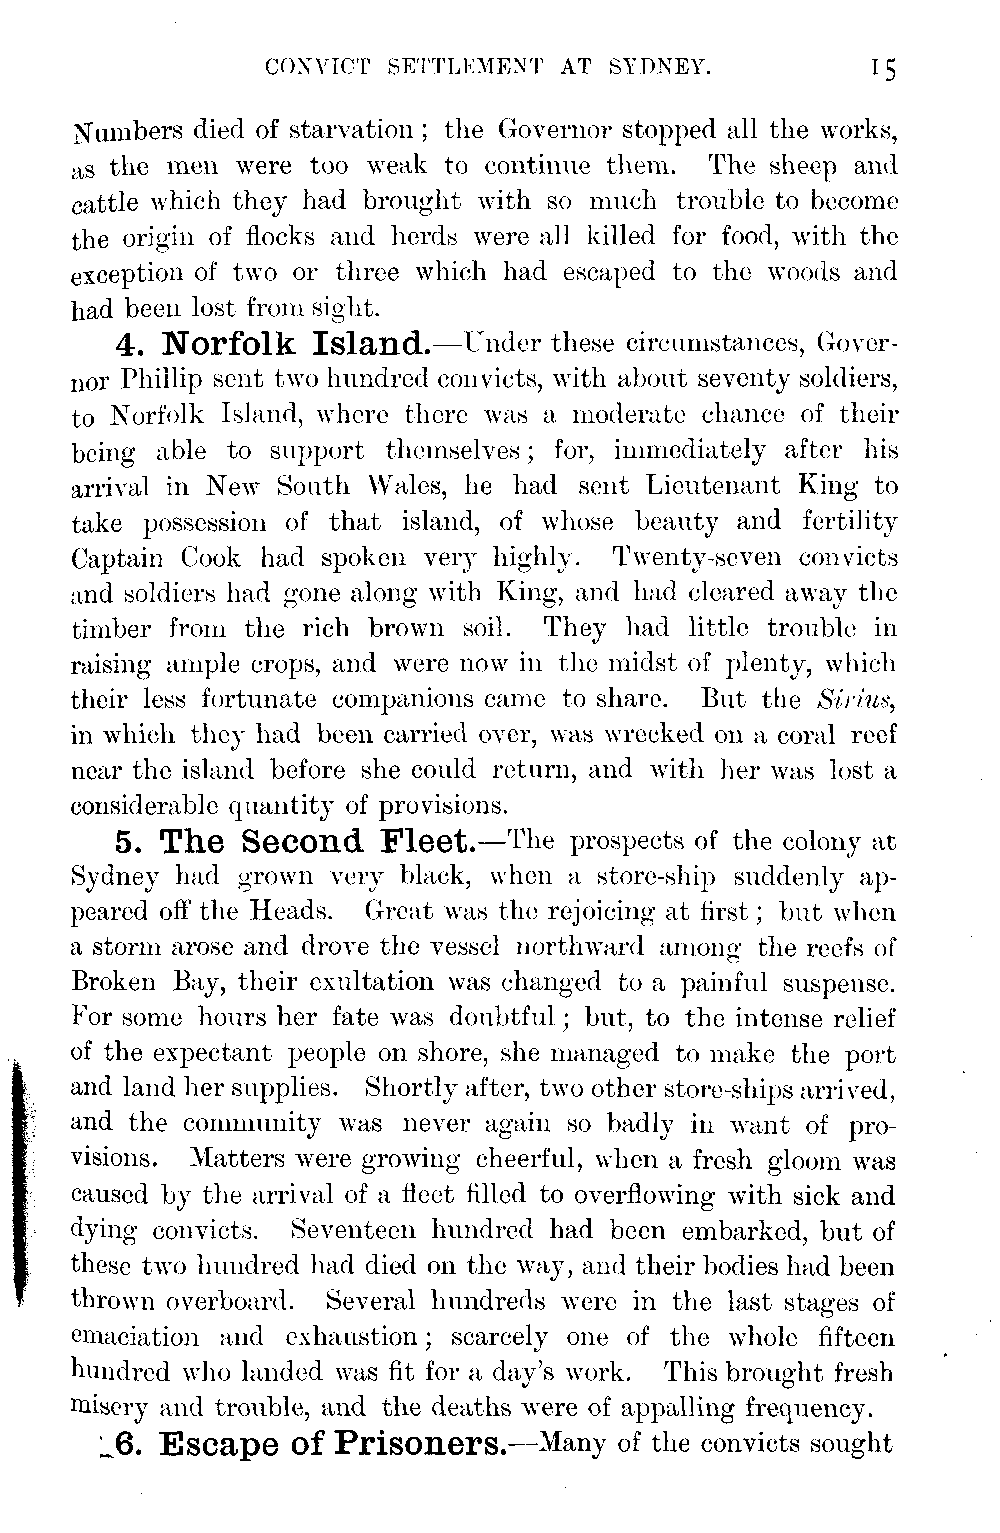 CONVICT SETTLEMENT AT SYDNEY. 15
Numbers died of starvation; the Governor stopped all the works,
as the men were too weak to continue them. The sheep and
cattle which they had brought with so much trouble to become
the origin of flocks and herds were all killed for food, with the
exception of two or three which had escaped to the woods and
had been lost from sight.
4. Norfolk Island.—Under these circumstances, Gover-
nor Phillip sent two hundred convicts, with about seventy soldiers,
to Norfolk Island, where there was a moderate chance of their
being able to support themselves; for, immediately after his
arrival in New South Wales, he had sent Lieutenant King to
take possession of that island, of whose beauty and fertility
Captain Cook had spoken very highly. Twenty-seven convicts
and soldiers had gone along with King, and had cleared away the
timber from the rich brown soil. They had little trouble in
raising ample crops, and were now in the midst of plenty, which
their less fortunate companions came to share. But the Sirius,
in which they had been carried over, was wrecked on a coral reef
near the island before she could return, and with her was lost a
considerable quantity of provisions.
5. The Second Fleet.—The prospects of the colony at
Sydney had grown very black, when a store-ship suddenly ap-
peared off the Heads. Great was the rejoicing at first; but when
a storm arose and drove the vessel northward among the reefs of
Broken Bay, their exultation was changed to a painful suspense.
For some hours her fate was doubtful; but, to the intense relief
of the expectant people on shore, she managed to make the port
and land her supplies. Shortly after, two other store-ships arrived,
and the community was never again so badly in want of pro-
visions. Matters were growing cheerful, when a fresh gloom was
caused by the arrival of a fleet filled to overflowing with sick and
dying convicts. Seventeen hundred had been embarked, but of
these two hundred had died on the way, and their bodies had been
thrown overboard. Several hundreds were in the last stages of
emaciation and exhaustion; scarcely one of the whole fifteen
hundred who landed was fit for a day's work. This brought fresh
misery and trouble, and the deaths were of appalling frequency.
6. Escape of Prisoners.—Many of the convicts sought